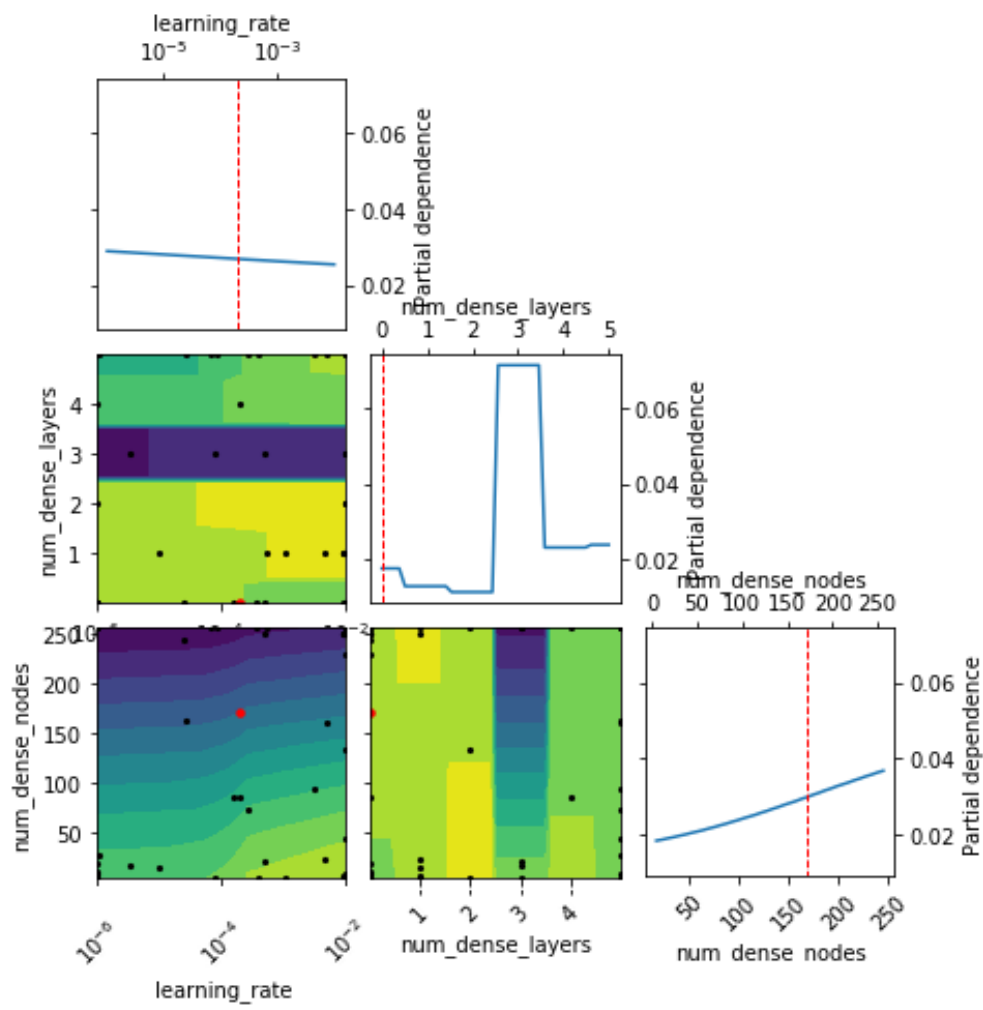 learning_rate
10⁻⁵ 10⁻³
0.06
0.04
0.02
Partial dependence
num_dense_layers
0 1 2 3 4 5
4
3
2
1
num_dense_layers
0.06
0.04
0.02
Partial dependence
num_dense_nodes
0 50 100 150 200 250
250
200
150
100
50
num_dense_nodes
10⁻⁶ 10⁻⁴ 10⁻²
learning_rate
1 2 3 4
num_dense_layers
0.06
0.04
0.02
Partial dependence
50 100 150 200 250
num_dense_nodes